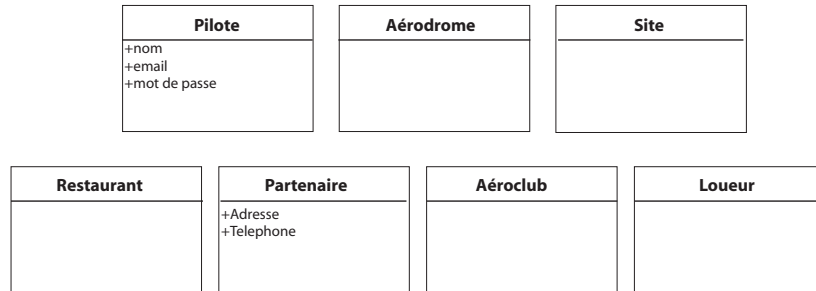 Pilote
Aérodrome
Site
+nom
+email
+mot de passe
Restaurant
Partenaire
Aéroclub
Loueur
+Adresse
+Telephone